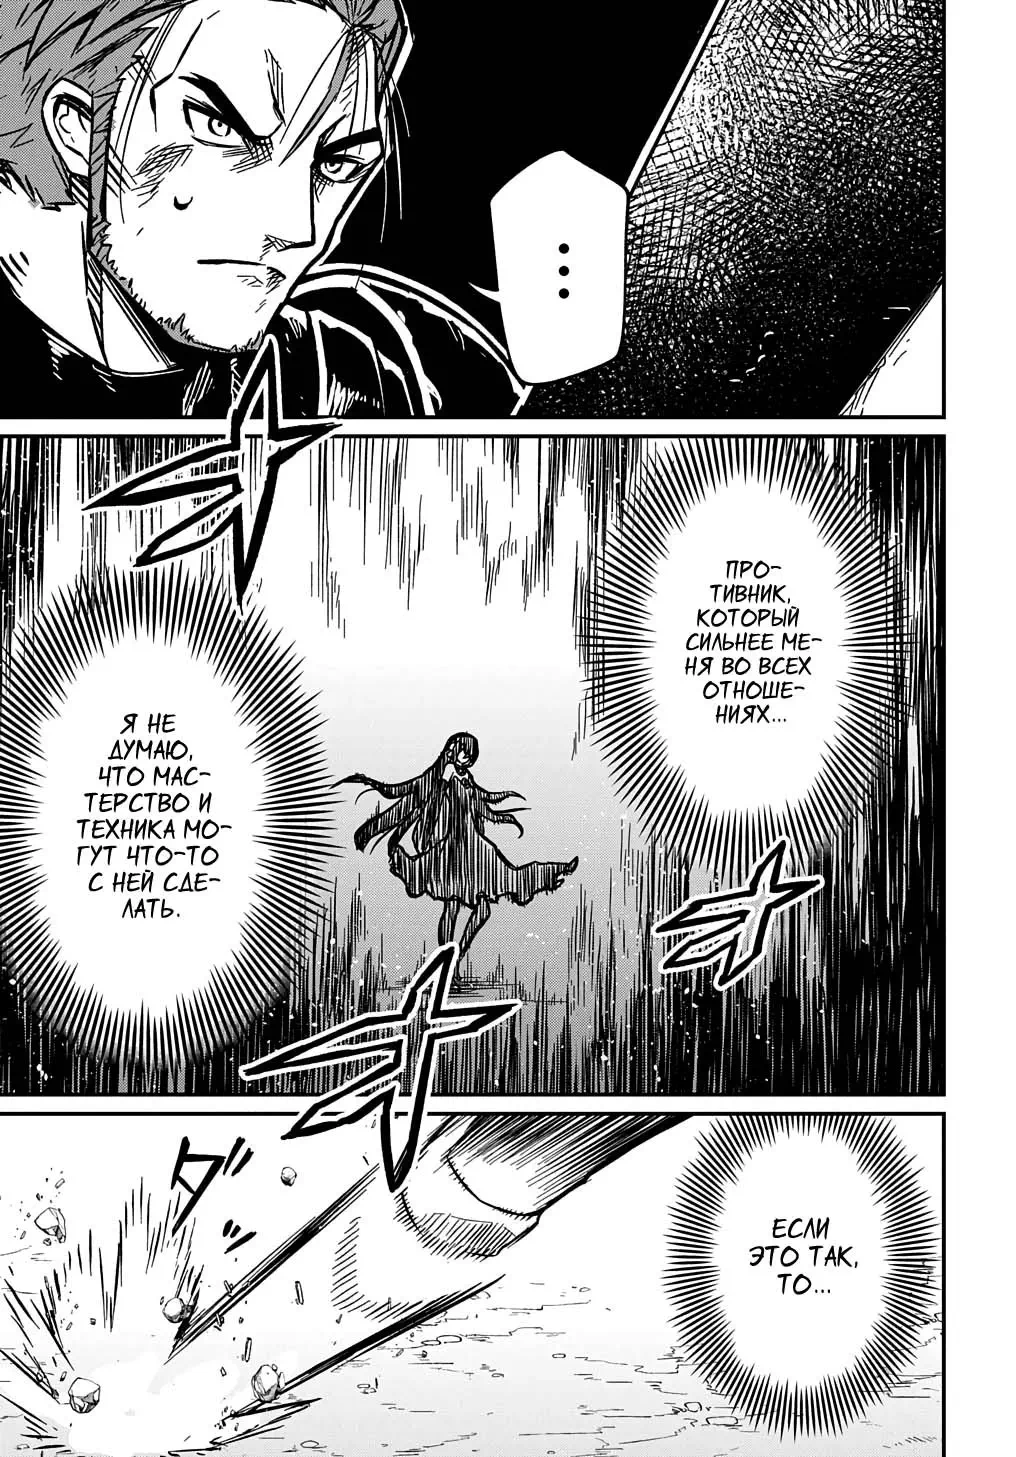 ...
ПРО-
ТИВНИК,
КОТОРЫЙ
СИЛЬНЕЕ МЕ-
НЯ ВО ВСЕХ
ОТНОШЕ-
НИЯХ...
Я НЕ
ДУМАЮ,
ЧТО МАС-
ТЕРСТВО И
ТЕХНИКА МО-
ГУТ ЧТО-ТО
С НЕЙ СДЕ-
ЛАТЬ.
ЕСЛИ
ЭТО ТАК,
ТО...
ダッ